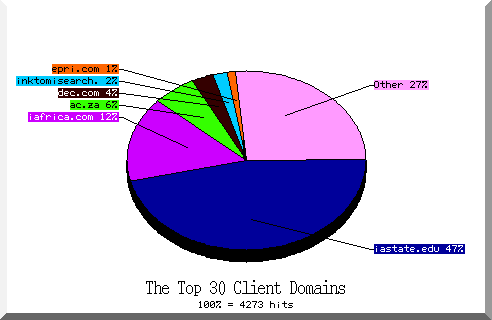 epri.com 1%
inktomisearch. 2%
dec.com 4%
ac.za 6%
iafrica.com 12%
Other 27%
iastate.edu 47%
The Top 30 Client Domains
100% = 4273 hits